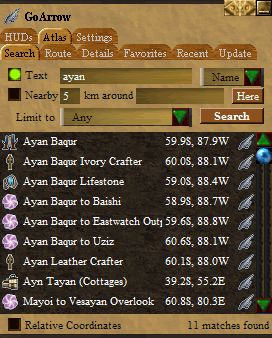 GoArrow
HUDs Atlas Settings
Search Route Details Favorites Recent Update
Text ayan Name
Nearby 5 km around Here
Limit to Any Search
Ayan Baqur 59.9S, 87.9W
Ayan Baqur Ivory Crafter 60.0S, 88.1W
Ayan Baqur Lifestone 59.0S, 88.4W
Ayan Baqur to Baishi 58.9S, 88.7W
Ayan Baqur to Eastwatch Outp 59.6S, 88.8W
Ayan Baqur to Uziz 60.6S, 88.1W
Ayan Leather Crafter 60.1S, 88.0W
Ayn Tayan (Cottages) 39.2S, 55.2E
Mayoi to Vesayan Overlook 60.8S, 80.3E
Relative Coordinates 11 matches found